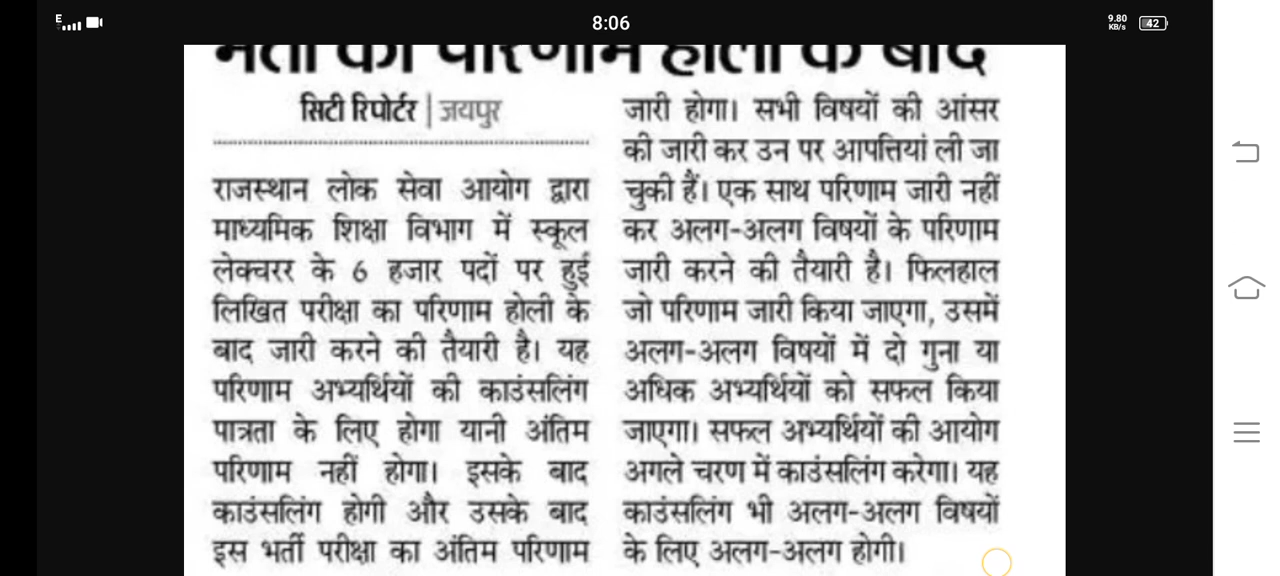 E
8:06
9.80
KB/s
42
भर्ती का परिणाम होली के बाद
सिटी रिपोर्टर | जयपुर
राजस्थान लोक सेवा आयोग द्वारा
माध्यमिक शिक्षा विभाग में स्कूल
लेक्चरर के 6 हजार पदों पर हुई
लिखित परीक्षा का परिणाम होली के
बाद जारी करने की तैयारी है। यह
परिणाम अभ्यर्थियों की काउंसलिंग
पात्रता के लिए होगा यानी अंतिम
परिणाम नहीं होगा। इसके बाद
काउंसलिंग होगी और उसके बाद
इस भर्ती परीक्षा का अंतिम परिणाम
जारी होगा। सभी विषयों की आंसर
की जारी कर उन पर आपत्तियां ली जा
चुकी हैं। एक साथ परिणाम जारी नहीं
कर अलग-अलग विषयों के परिणाम
जारी करने की तैयारी है। फिलहाल
जो परिणाम जारी किया जाएगा, उसमें
अलग-अलग विषयों में दो गुना या
अधिक अभ्यर्थियों को सफल किया
जाएगा। सफल अभ्यर्थियों की आयोग
अगले चरण में काउंसलिंग करेगा। यह
काउंसलिंग भी अलग-अलग विषयों
के लिए अलग-अलग होगी।